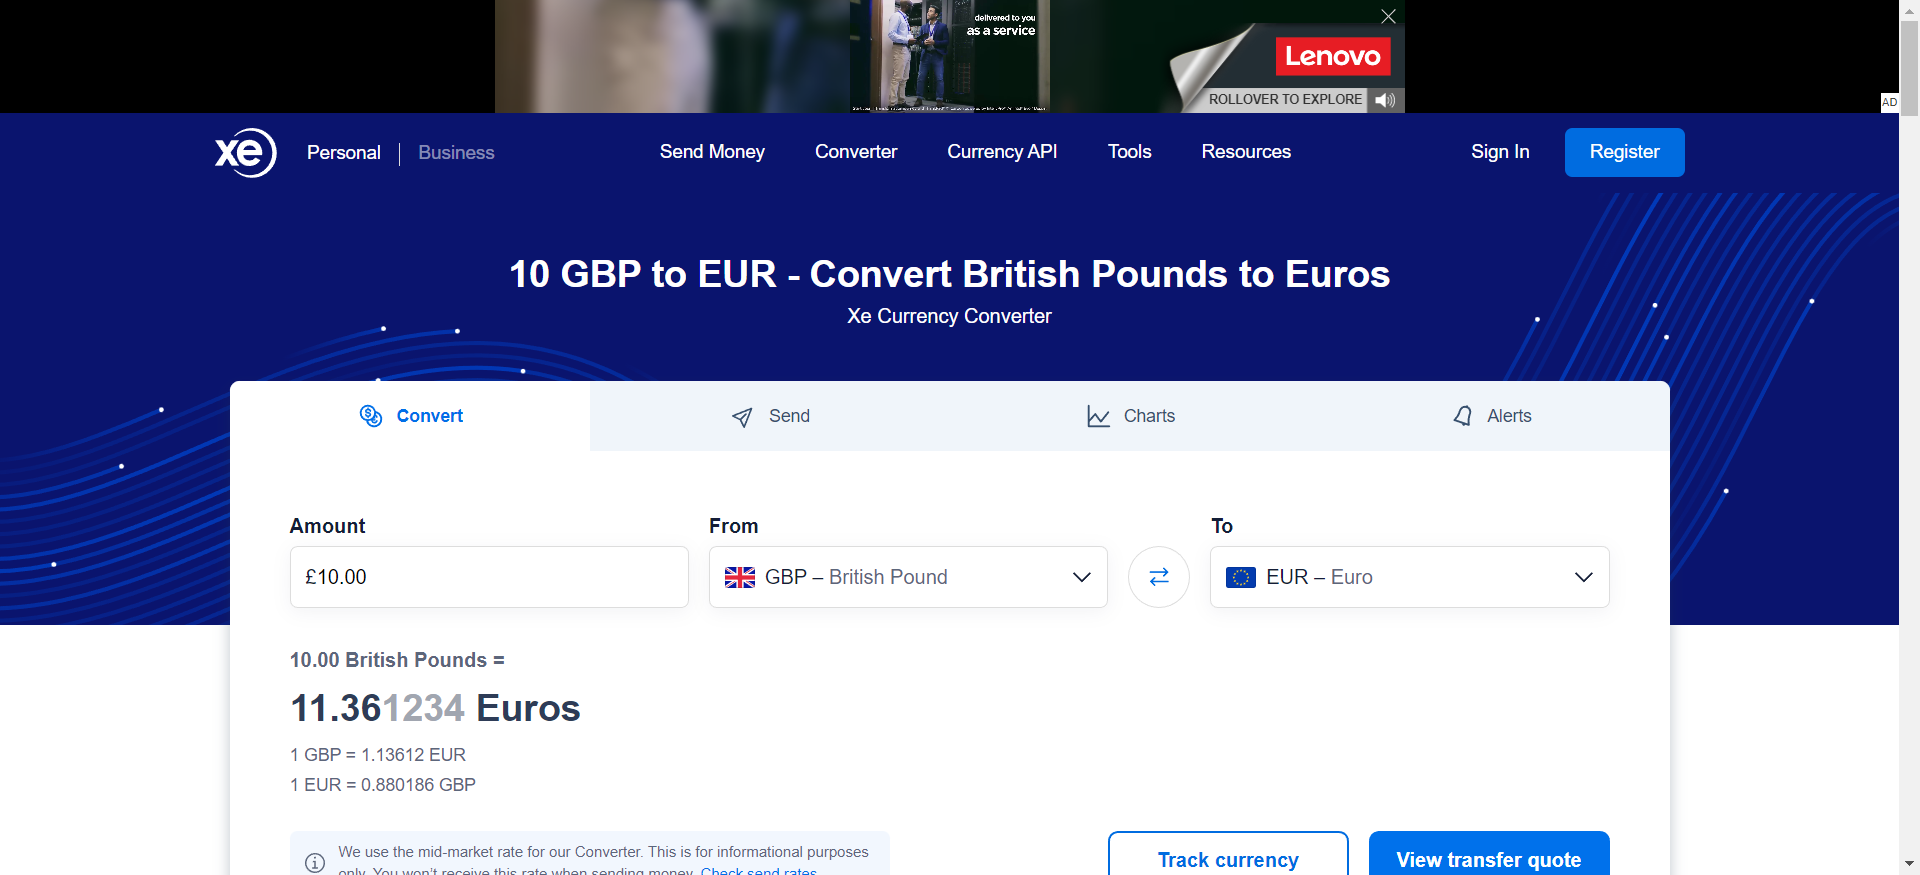 delivered to you
as a service
Lenovo
ROLLOVER TO EXPLORE
AD
xe Personal Business Send Money Converter Currency API Tools Resources Sign In Register
10 GBP to EUR - Convert British Pounds to Euros
Xe Currency Converter
Convert Send Charts Alerts
Amount From To
£10.00 GBP – British Pound EUR – Euro
10.00 British Pounds =
11.361234 Euros
1 GBP = 1.13612 EUR
1 EUR = 0.880186 GBP
We use the mid-market rate for our Converter. This is for informational purposes
only. You won't receive this rate when sending money. Check send rates.
Track currency View transfer quote